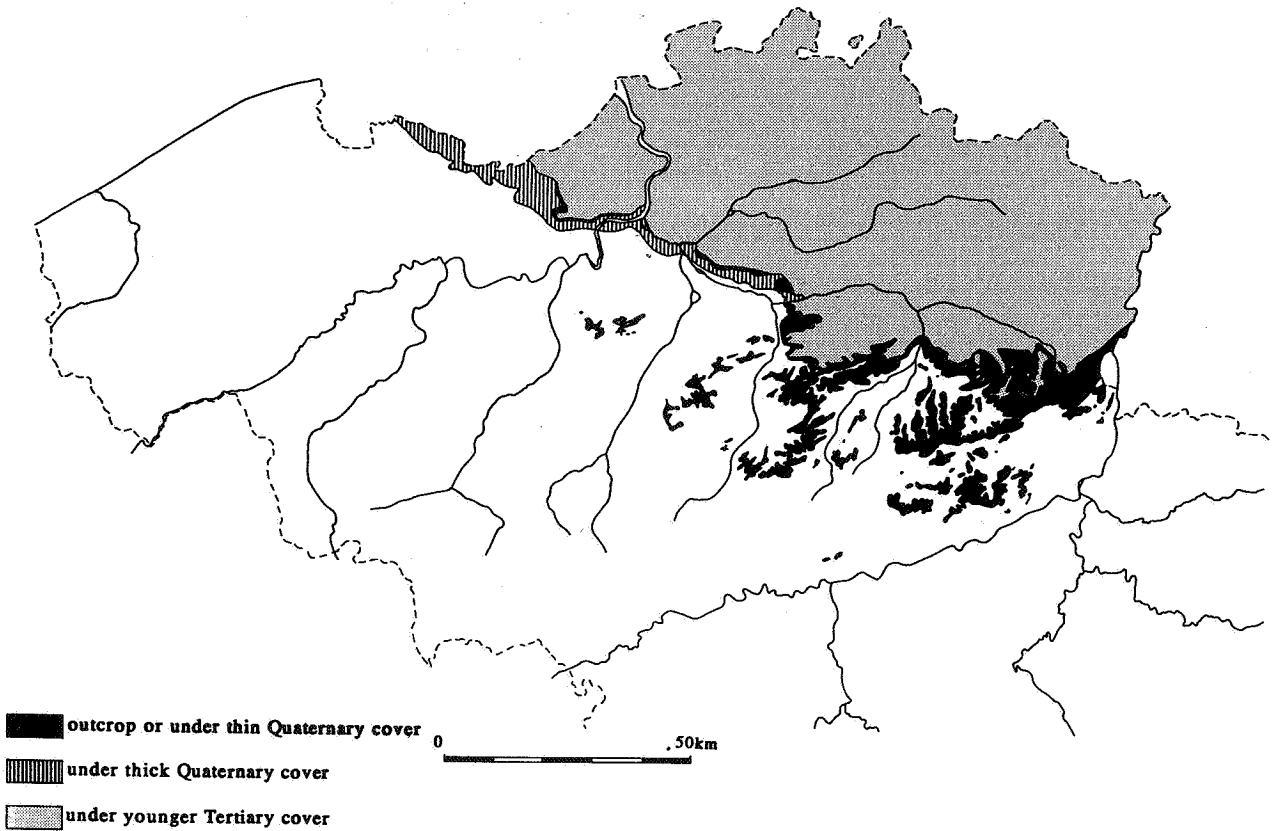 outcrop or under thin Quaternary cover
0 50km
under thick Quaternary cover
under younger Tertiary cover